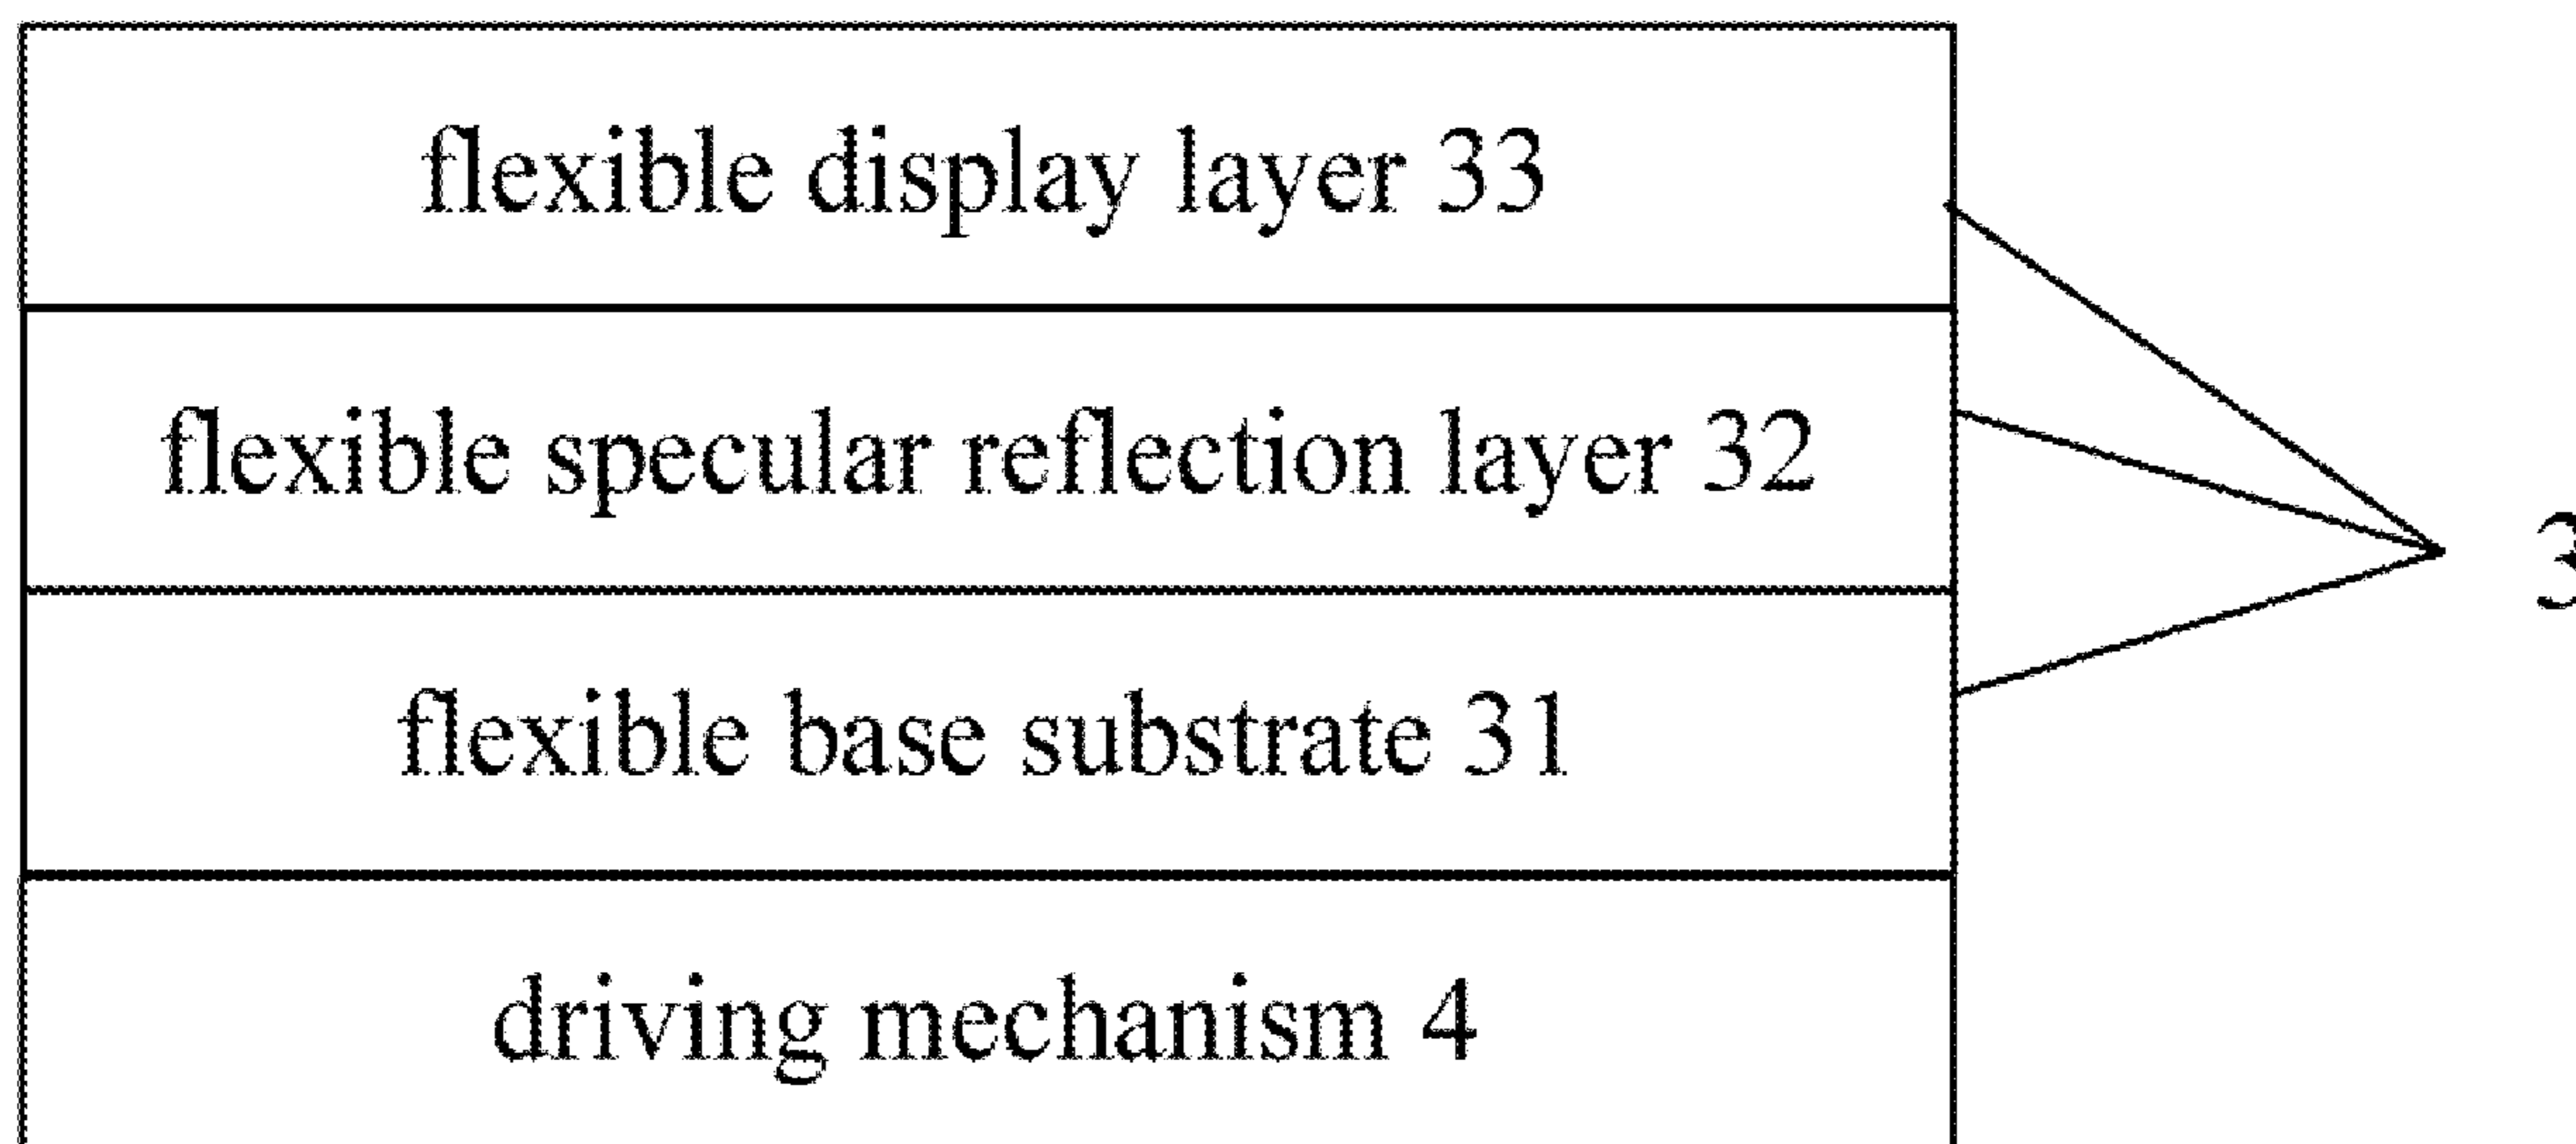 flexible display layer 33
flexible specular reflection layer 32
3
flexible base substrate 31
driving mechanism 4